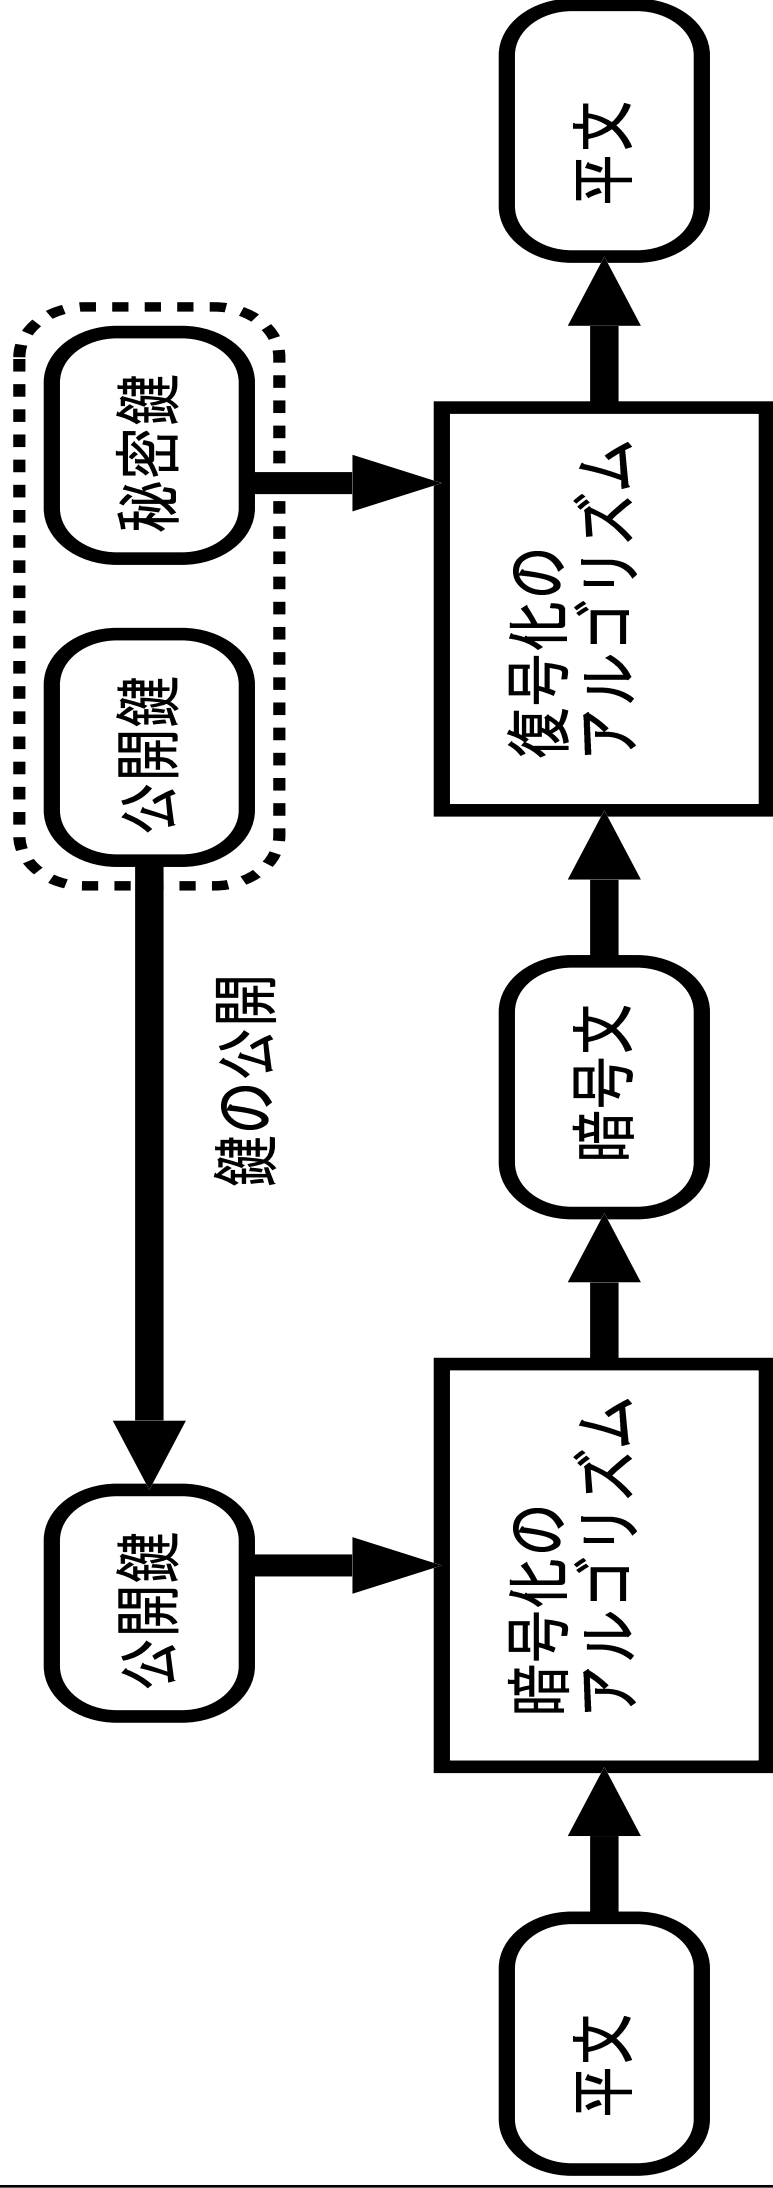 公開鍵
鍵の公開
公開鍵
秘密鍵
平文
暗号化の
アルゴリズム
暗号文
復号化の
アルゴリズム
平文